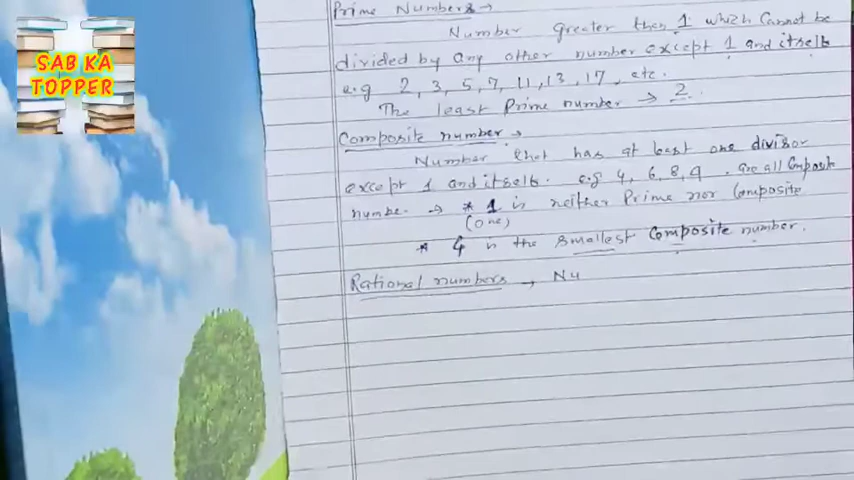 SAB KA
TOPPER
Prime Numbers →
Number greater then 1 which Cannot be
divided by any other number except 1 and itself
e.g 2, 3, 5, 7, 11, 13, 17, etc.
The least Prime number → 2.
Composite number →
Number that has at least one divisor
except 1 and itself. e.g 4, 6, 8, 9 . are all Composite
numbe. → * 1 is neither Prime nor Composite
(one)
* 4 is the smallest Composite number.
Rational numbers → Nu